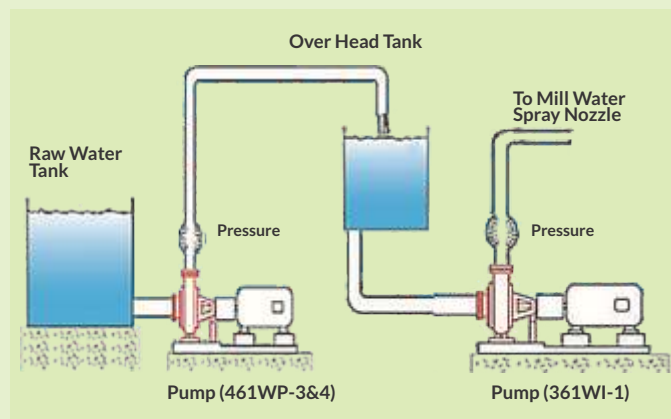 Over Head Tank
To Mill Water
Spray Nozzle
Raw Water
Tank
Pressure
Pressure
Pump (461WP-3&4)
Pump (361WI-1)